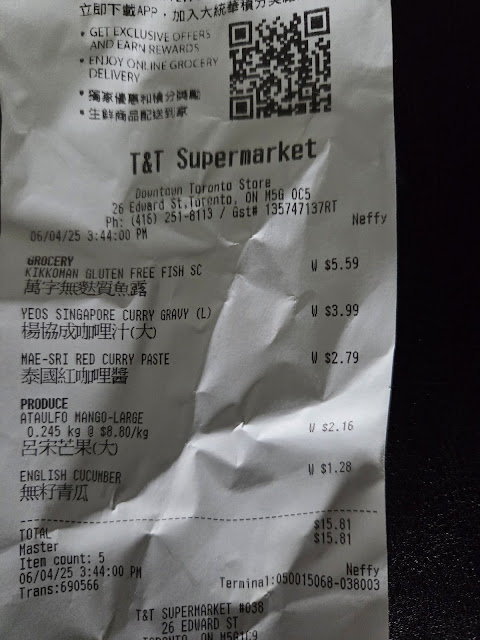 立即下載APP，加入大統華積分獎
• GET EXCLUSIVE OFFERS
AND EARN REWARDS
• ENJOY ONLINE GROCERY
DELIVERY
• 獨家優惠和積分獎勵
• 生鮮商品配送到家
T&T Supermarket
Downtown Toronto Store
26 Edward St,Toronto, ON M5G 0C5
Ph: (416) 251-8113 / Gst# 135747137RT
06/04/25 3:44:00 PM Neffy
GROCERY
KIKKOMAN GLUTEN FREE FISH SC W $5.59
萬字無麩質魚露
YEOS SINGAPORE CURRY GRAVY (L) W $3.99
楊協成咖哩汁(大)
MAE-SRI RED CURRY PASTE W $2.79
泰國紅咖哩醬
PRODUCE
ATAULFO MANGO-LARGE
0.245 kg @ $8.80/kg W $2.16
呂宋芒果(大)
ENGLISH CUCUMBER W $1.28
無籽青瓜
TOTAL $15.81
Master $15.81
Item count: 5
06/04/25 3:44:00 PM Neffy
Trans:690566 Terminal:050015068-038003
T&T SUPERMARKET #038
26 EDWARD ST
TORONTO, ON M5G1C9